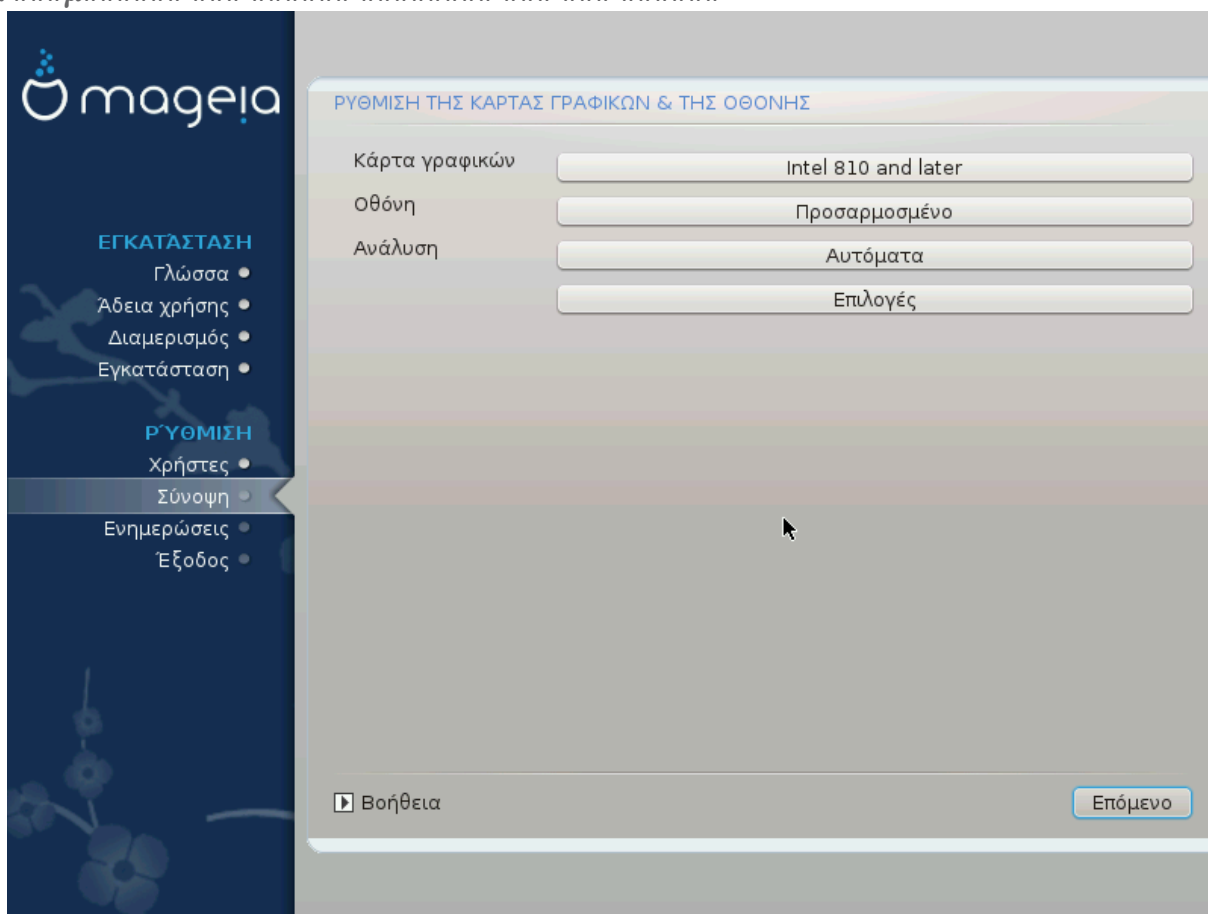 mageia
ΡΥΘΜΙΣΗ ΤΗΣ ΚΑΡΤΑΣ ΓΡΑΦΙΚΩΝ & ΤΗΣ ΟΘΟΝΗΣ
Κάρτα γραφικών
Intel 810 and later
Οθόνη
Προσαρμοσμένο
Ανάλυση
Αυτόματα
Επιλογές
ΕΓΚΑΤΆΣΤΑΣΗ
Γλώσσα
Άδεια χρήσης
Διαμερισμός
Εγκατάσταση
ΡΎΘΜΙΣΗ
Χρήστες
Σύνοψη
Ενημερώσεις
Έξοδος
Βοήθεια
Επόμενο